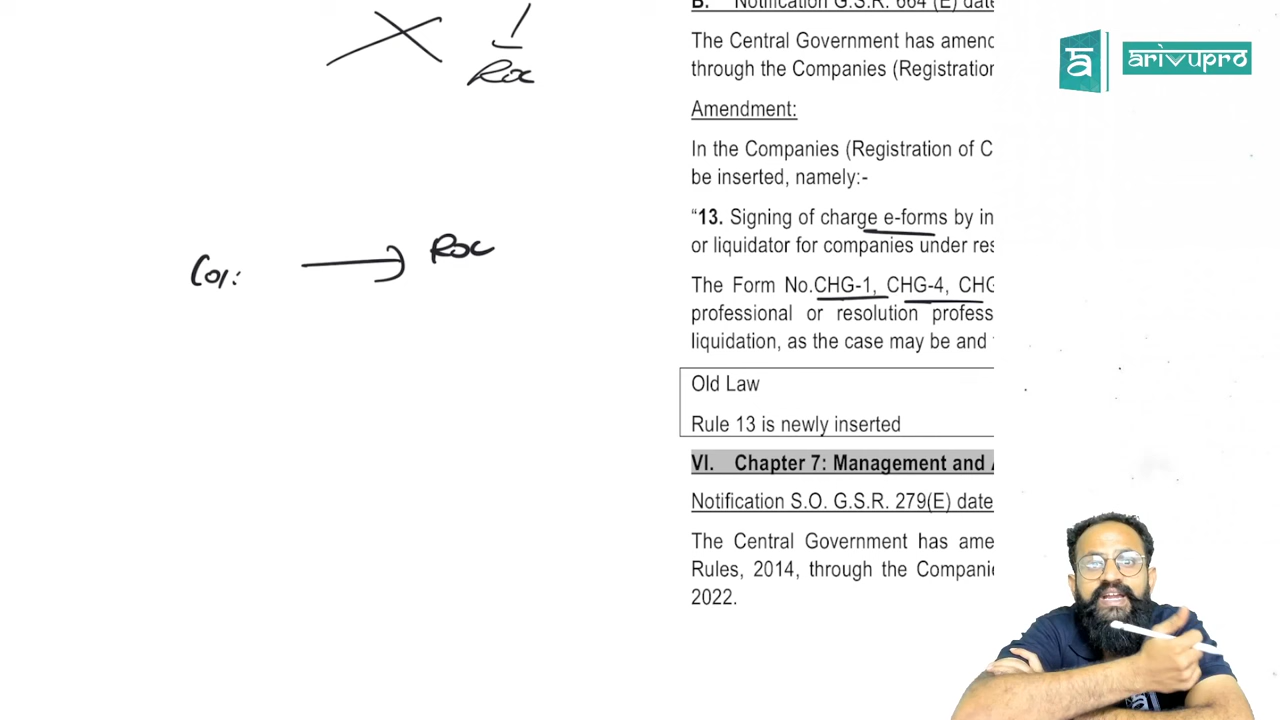 ROC
Co: → ROC
B. Notification G.S.R. 664 (E) date
The Central Government has amend
through the Companies (Registration
Amendment:
In the Companies (Registration of C
be inserted, namely:-
“13. Signing of charge e-forms by in
or liquidator for companies under res
The Form No.CHG-1, CHG-4, CHG
professional or resolution profess
liquidation, as the case may be and
Old Law
Rule 13 is newly inserted
VI. Chapter 7: Management and
Notification S.O. G.S.R. 279(E) date
The Central Government has ame
Rules, 2014, through the Compani
2022.
arivupro